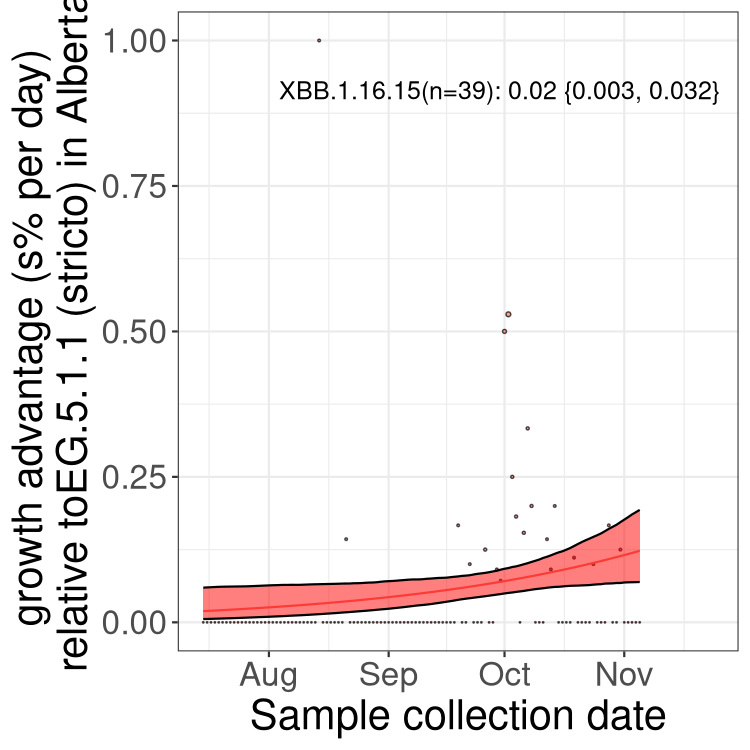 growth advantage (s% per day)
relative toEG.5.1.1 (stricto) in Alberta
1.00
0.75
0.50
0.25
0.00
XBB.1.16.15(n=39): 0.02 {0.003, 0.032}
Aug Sep Oct Nov
Sample collection date